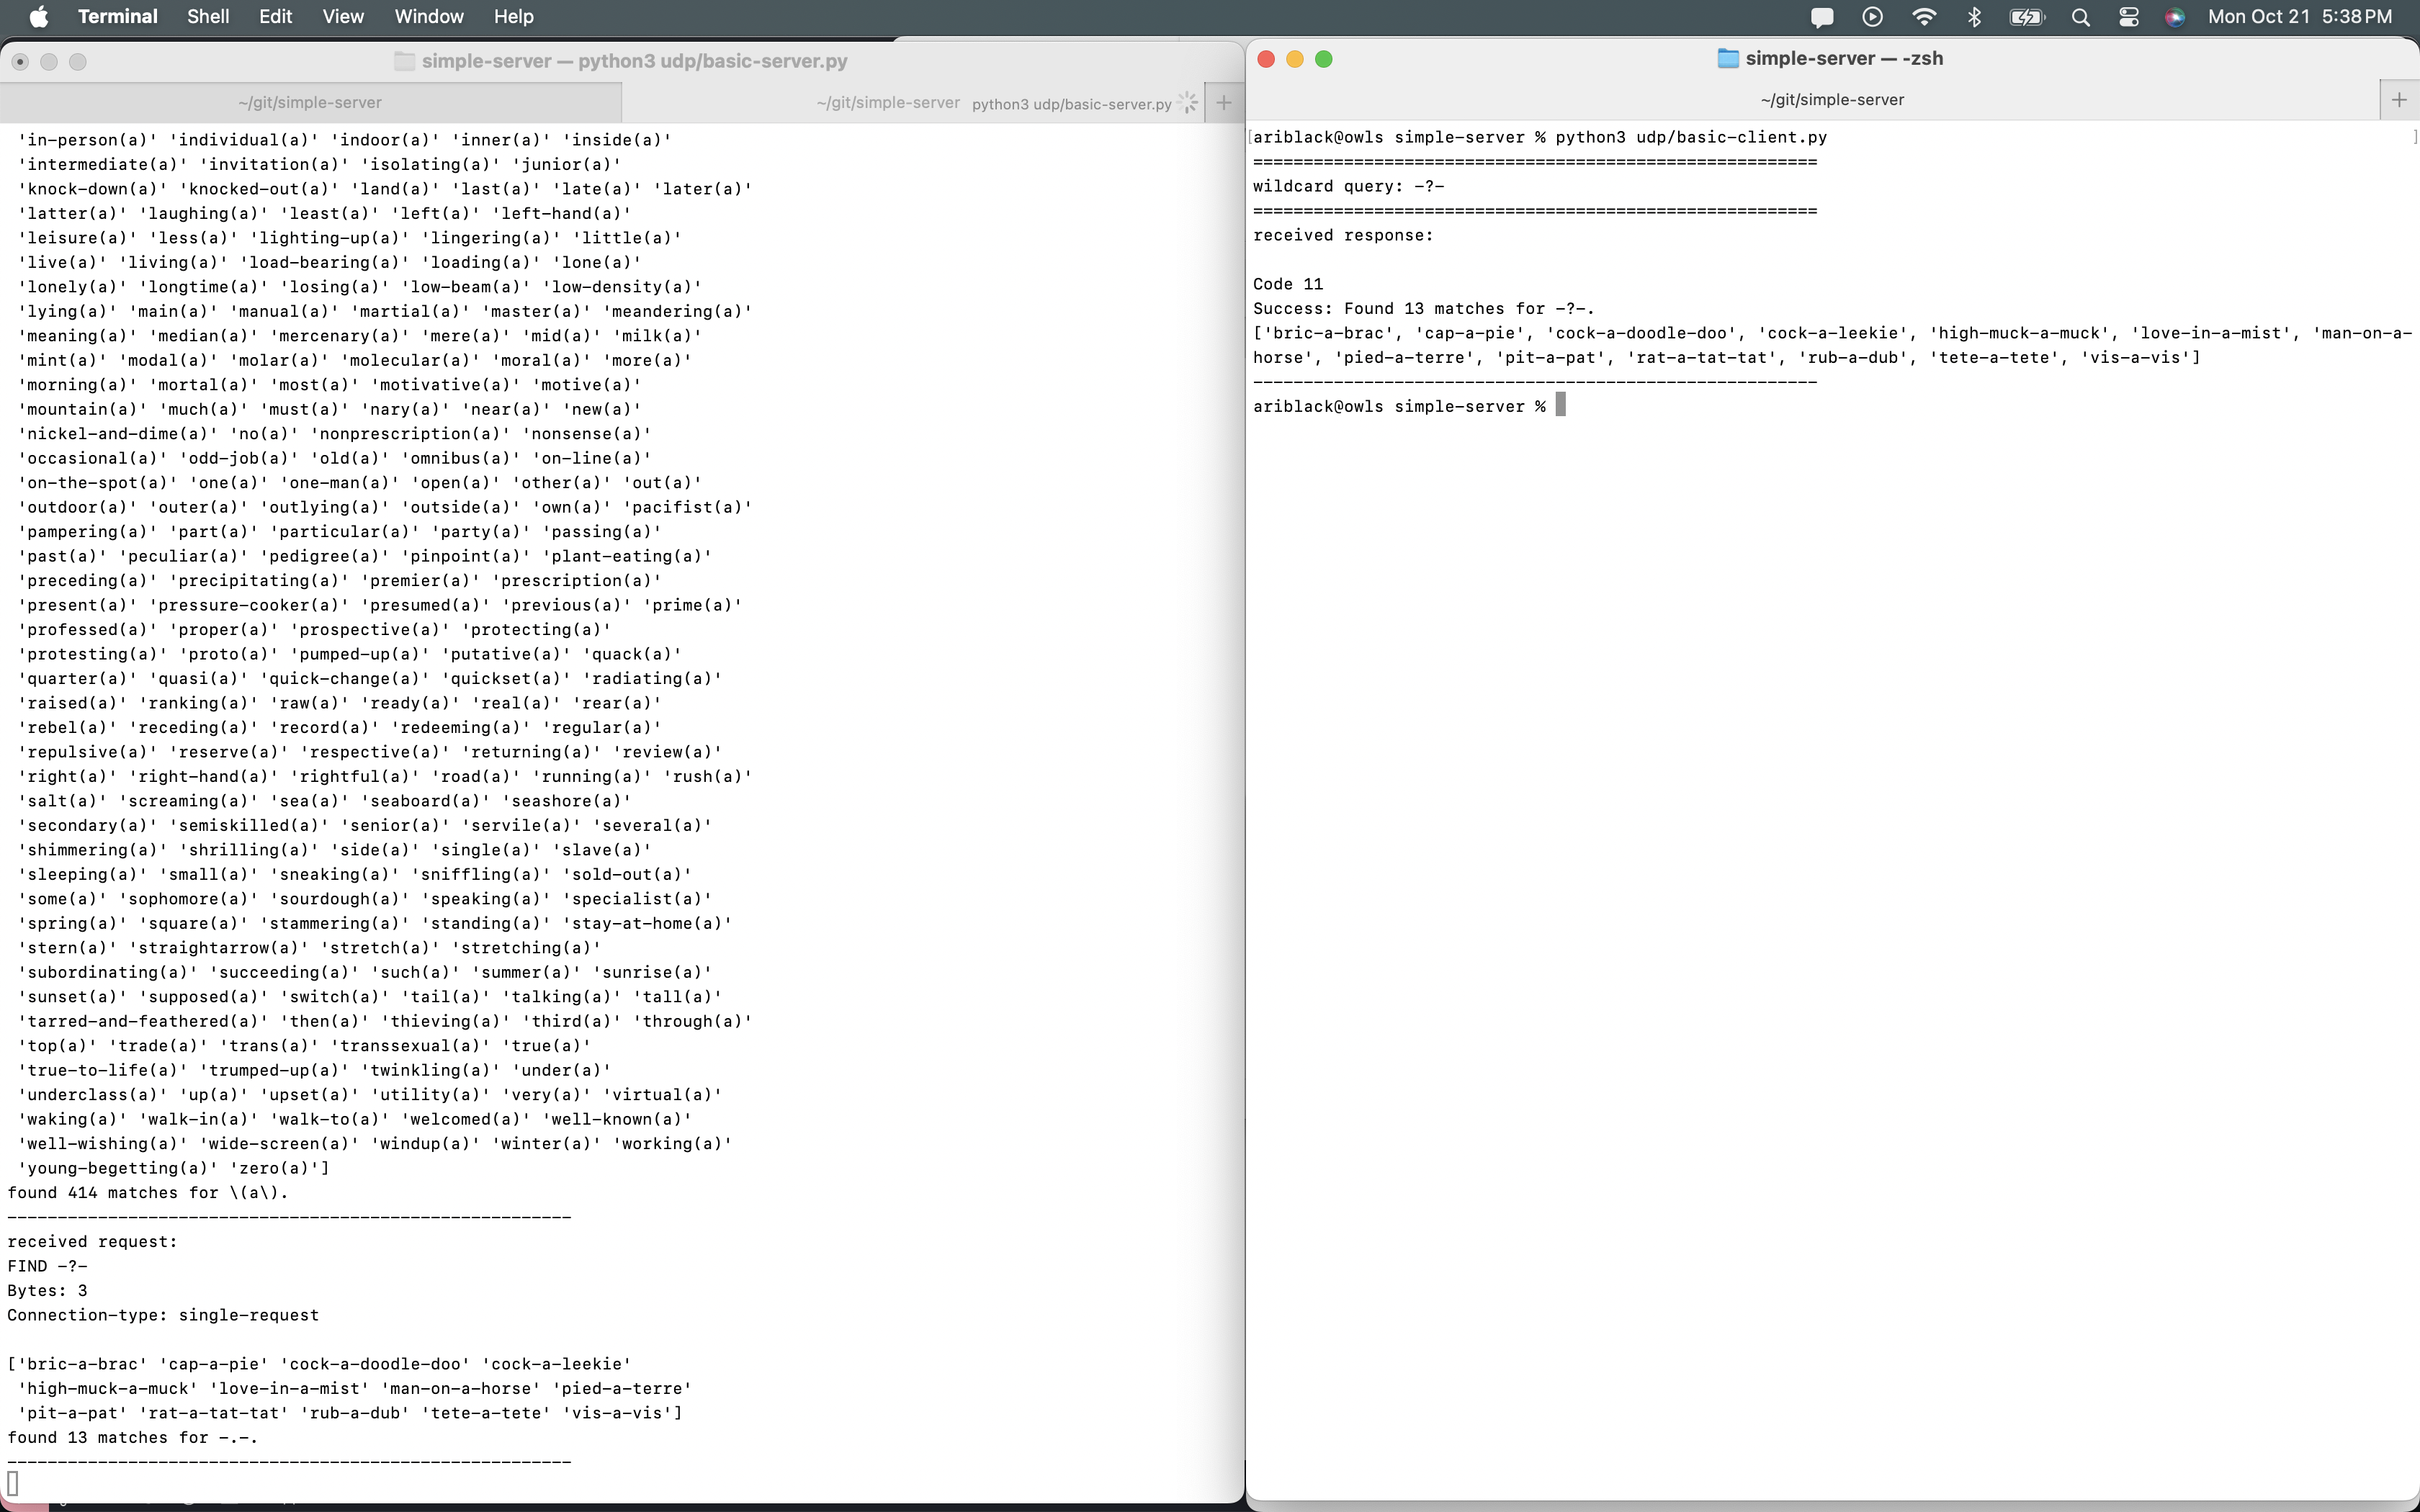 Terminal Shell Edit View Window Help Mon Oct 21 5:38 PM
simple-server — python3 udp/basic-server.py
~/git/simple-server ~/git/simple-server python3 udp/basic-server.py
'in-person(a)' 'individual(a)' 'indoor(a)' 'inner(a)' 'inside(a)'
'intermediate(a)' 'invitation(a)' 'isolating(a)' 'junior(a)'
'knock-down(a)' 'knocked-out(a)' 'land(a)' 'last(a)' 'late(a)' 'later(a)'
'latter(a)' 'laughing(a)' 'least(a)' 'left(a)' 'left-hand(a)'
'leisure(a)' 'less(a)' 'lighting-up(a)' 'lingering(a)' 'little(a)'
'live(a)' 'living(a)' 'load-bearing(a)' 'loading(a)' 'lone(a)'
'lonely(a)' 'longtime(a)' 'losing(a)' 'low-beam(a)' 'low-density(a)'
'lying(a)' 'main(a)' 'manual(a)' 'martial(a)' 'master(a)' 'meandering(a)'
'meaning(a)' 'median(a)' 'mercenary(a)' 'mere(a)' 'mid(a)' 'milk(a)'
'mint(a)' 'modal(a)' 'molar(a)' 'molecular(a)' 'moral(a)' 'more(a)'
'morning(a)' 'mortal(a)' 'most(a)' 'motivative(a)' 'motive(a)'
'mountain(a)' 'much(a)' 'must(a)' 'nary(a)' 'near(a)' 'new(a)'
'nickel-and-dime(a)' 'no(a)' 'nonprescription(a)' 'nonsense(a)'
'occasional(a)' 'odd-job(a)' 'old(a)' 'omnibus(a)' 'on-line(a)'
'on-the-spot(a)' 'one(a)' 'one-man(a)' 'open(a)' 'other(a)' 'out(a)'
'outdoor(a)' 'outer(a)' 'outlying(a)' 'outside(a)' 'own(a)' 'pacifist(a)'
'pampering(a)' 'part(a)' 'particular(a)' 'party(a)' 'passing(a)'
'past(a)' 'peculiar(a)' 'pedigree(a)' 'pinpoint(a)' 'plant-eating(a)'
'preceding(a)' 'precipitating(a)' 'premier(a)' 'prescription(a)'
'present(a)' 'pressure-cooker(a)' 'presumed(a)' 'previous(a)' 'prime(a)'
'professed(a)' 'proper(a)' 'prospective(a)' 'protecting(a)'
'protesting(a)' 'proto(a)' 'pumped-up(a)' 'putative(a)' 'quack(a)'
'quarter(a)' 'quasi(a)' 'quick-change(a)' 'quickset(a)' 'radiating(a)'
'raised(a)' 'ranking(a)' 'raw(a)' 'ready(a)' 'real(a)' 'rear(a)'
'rebel(a)' 'receding(a)' 'record(a)' 'redeeming(a)' 'regular(a)'
'repulsive(a)' 'reserve(a)' 'respective(a)' 'returning(a)' 'review(a)'
'right(a)' 'right-hand(a)' 'rightful(a)' 'road(a)' 'running(a)' 'rush(a)'
'salt(a)' 'screaming(a)' 'sea(a)' 'seaboard(a)' 'seashore(a)'
'secondary(a)' 'semiskilled(a)' 'senior(a)' 'servile(a)' 'several(a)'
'shimmering(a)' 'shrilling(a)' 'side(a)' 'single(a)' 'slave(a)'
'sleeping(a)' 'small(a)' 'sneaking(a)' 'sniffling(a)' 'sold-out(a)'
'some(a)' 'sophomore(a)' 'sourdough(a)' 'speaking(a)' 'specialist(a)'
'spring(a)' 'square(a)' 'stammering(a)' 'standing(a)' 'stay-at-home(a)'
'stern(a)' 'straightarrow(a)' 'stretch(a)' 'stretching(a)'
'subordinating(a)' 'succeeding(a)' 'such(a)' 'summer(a)' 'sunrise(a)'
'sunset(a)' 'supposed(a)' 'switch(a)' 'tail(a)' 'talking(a)' 'tall(a)'
'tarred-and-feathered(a)' 'then(a)' 'thieving(a)' 'third(a)' 'through(a)'
'top(a)' 'trade(a)' 'trans(a)' 'transsexual(a)' 'true(a)'
'true-to-life(a)' 'trumped-up(a)' 'twinkling(a)' 'under(a)'
'underclass(a)' 'up(a)' 'upset(a)' 'utility(a)' 'very(a)' 'virtual(a)'
'waking(a)' 'walk-in(a)' 'walk-to(a)' 'welcomed(a)' 'well-known(a)'
'well-wishing(a)' 'wide-screen(a)' 'windup(a)' 'winter(a)' 'working(a)'
'young-begetting(a)' 'zero(a)']
found 414 matches for \(a\).
--------------------------------------------------------
received request:
FIND -?-
Bytes: 3
Connection-type: single-request
['bric-a-brac' 'cap-a-pie' 'cock-a-doodle-doo' 'cock-a-leekie'
'high-muck-a-muck' 'love-in-a-mist' 'man-on-a-horse' 'pied-a-terre'
'pit-a-pat' 'rat-a-tat-tat' 'rub-a-dub' 'tete-a-tete' 'vis-a-vis']
found 13 matches for -.-.
--------------------------------------------------------
simple-server — -zsh
~/git/simple-server
[ariblack@owls simple-server % python3 udp/basic-client.py ]
========================================================
wildcard query: -?-
========================================================
received response:
Code 11
Success: Found 13 matches for -?-.
['bric-a-brac', 'cap-a-pie', 'cock-a-doodle-doo', 'cock-a-leekie', 'high-muck-a-muck', 'love-in-a-mist', 'man-on-a-
horse', 'pied-a-terre', 'pit-a-pat', 'rat-a-tat-tat', 'rub-a-dub', 'tete-a-tete', 'vis-a-vis']
--------------------------------------------------------
ariblack@owls simple-server %